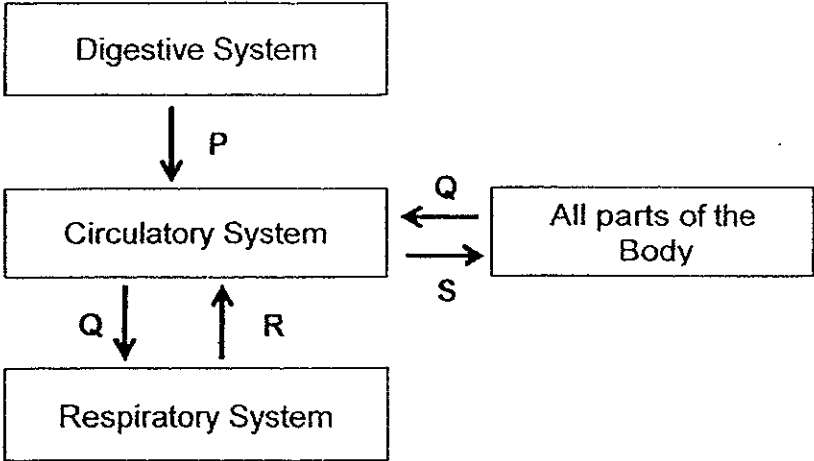 Digestive System
P
Circulatory System
Q
All parts of the
Body
S
Q
R
Respiratory System